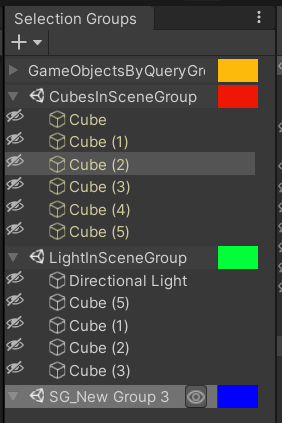 Selection Groups
GameObjectsByQueryGr
CubesInSceneGroup
Cube
Cube (1)
Cube (2)
Cube (3)
Cube (4)
Cube (5)
LightInSceneGroup
Directional Light
Cube (5)
Cube (1)
Cube (2)
Cube (3)
SG_New Group 3